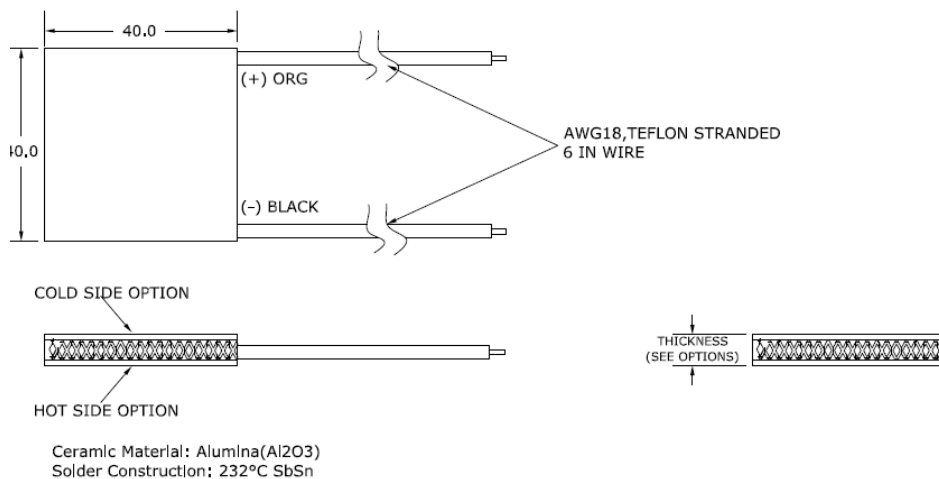 40.0
(+) ORG
40.0
AWG18,TEFLON STRANDED
6 IN WIRE
(-) BLACK
COLD SIDE OPTION
THICKNESS
(SEE OPTIONS)
HOT SIDE OPTION
Ceramic Material: Alumina(Al2O3)
Solder Construction: 232°C SbSn